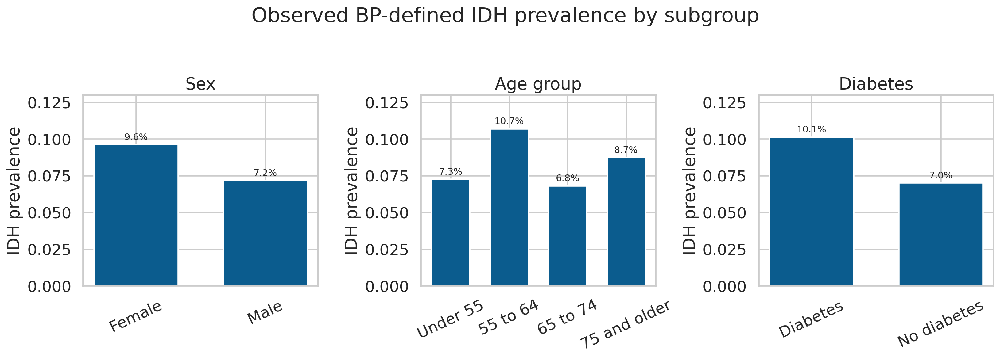 Observed BP-defined IDH prevalence by subgroup
Sex
IDH prevalence
0.125
0.100
0.075
0.050
0.025
0.000
9.6%
7.2%
Female
Male
Age group
IDH prevalence
0.125
0.100
0.075
0.050
0.025
0.000
7.3%
10.7%
6.8%
8.7%
Under 55
55 to 64
65 to 74
75 and older
Diabetes
IDH prevalence
0.125
0.100
0.075
0.050
0.025
0.000
10.1%
7.0%
Diabetes
No diabetes